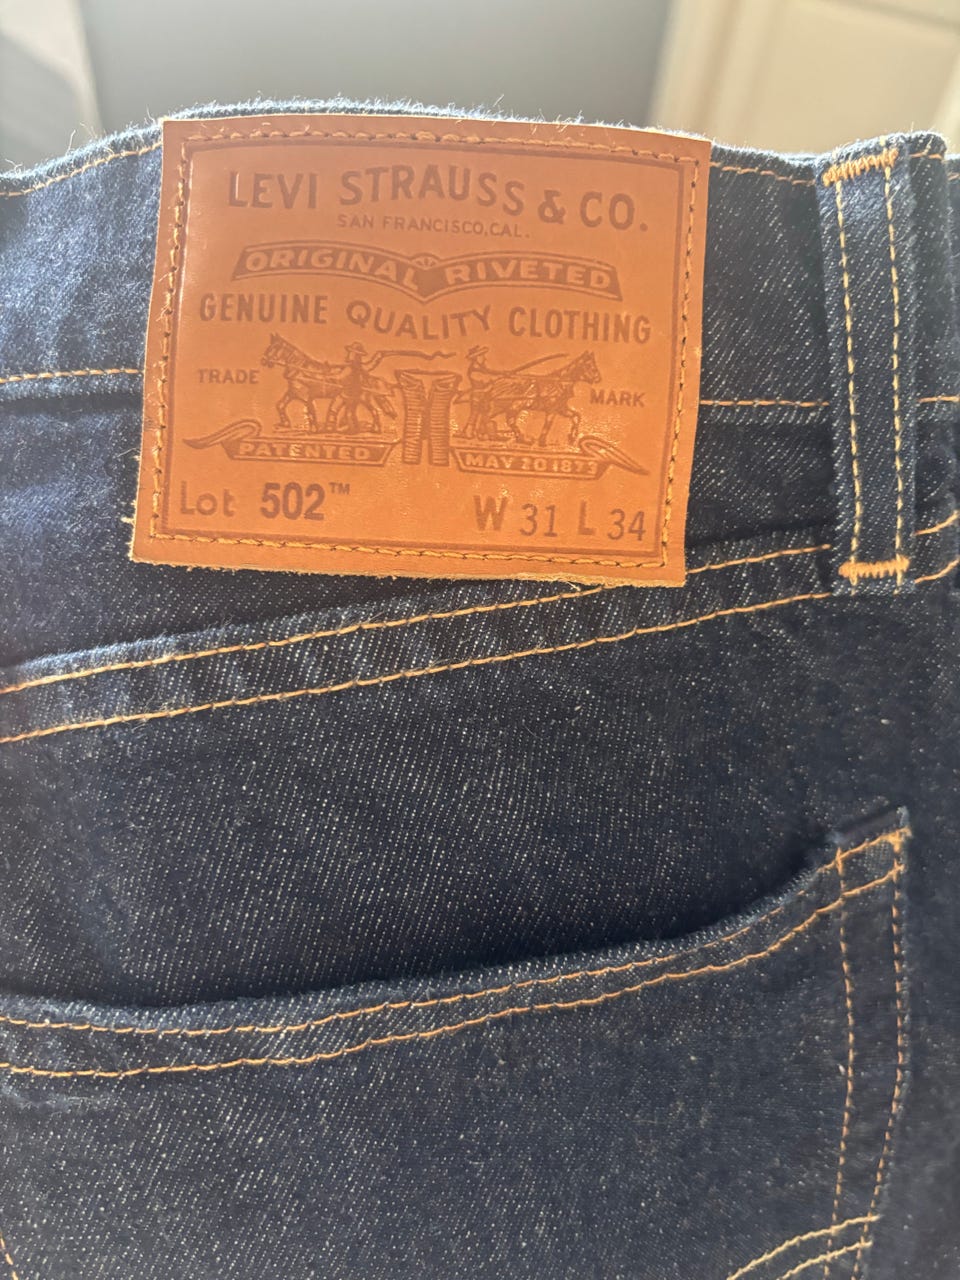 LEVI STRAUSS & CO.
SAN FRANCISCO, CAL.
ORIGINAL RIVETED
GENUINE QUALITY CLOTHING
TRADE MARK
PATENTED MAY 20 1873
Lot 502™ W 31 L 34